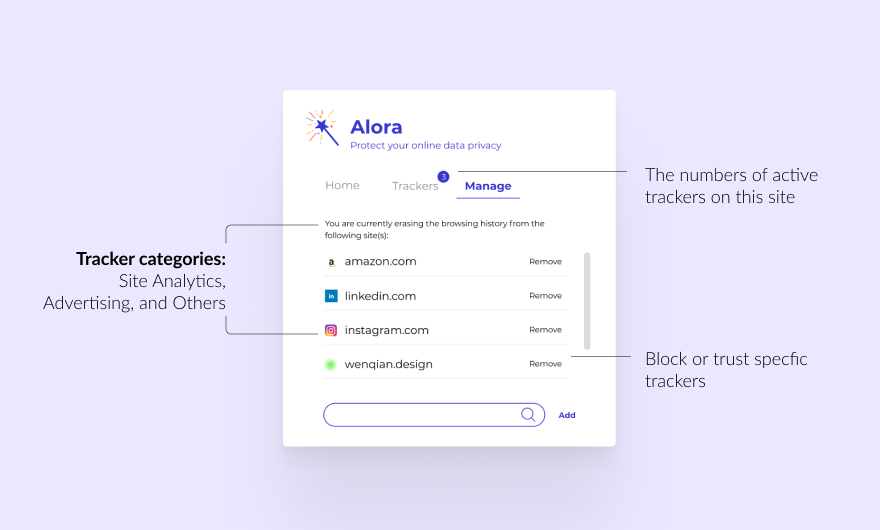 Alora
Protect your online data privacy
Home
Trackers
3
Manage
The numbers of active
trackers on this site
You are currently erasing the browsing history from the
following site(s):
Tracker categories:
Site Analytics,
Advertising, and Others
a amazon.com Remove
in linkedin.com Remove
instagram.com Remove
wenqian.design Remove
Block or trust specfic
trackers
Add